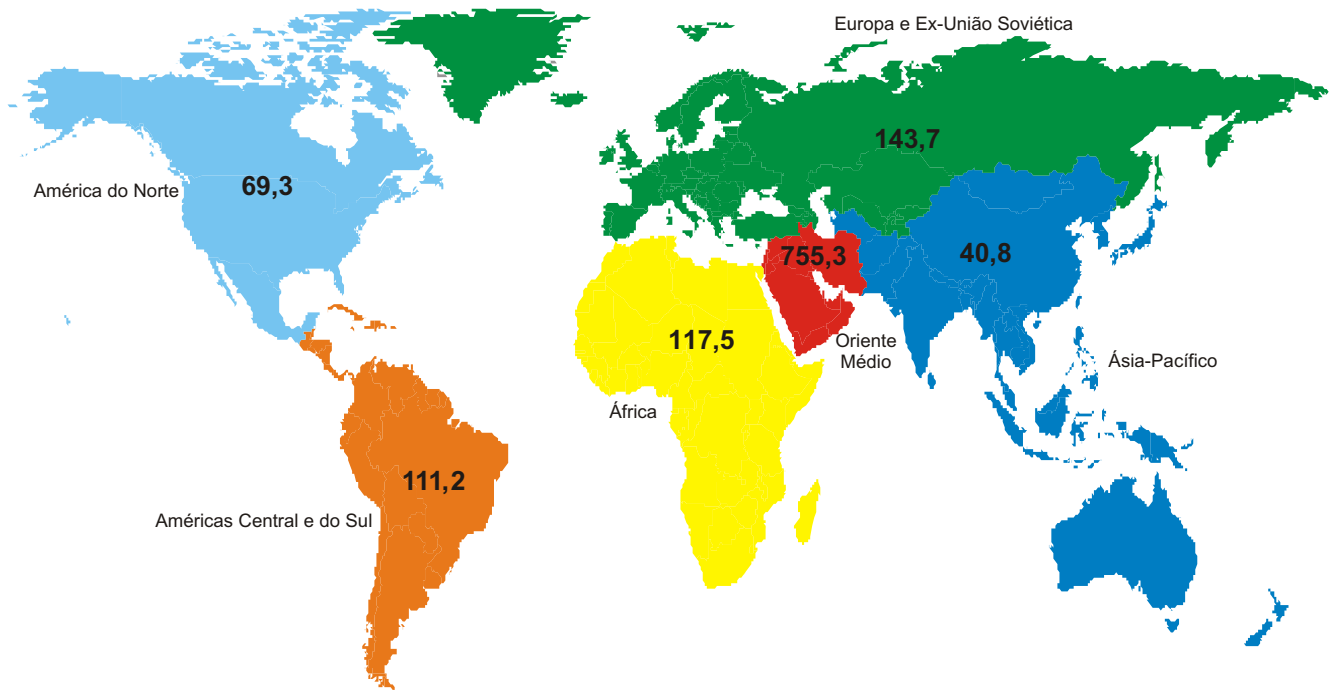 Europa e Ex-União Soviética
143,7
América do Norte
69,3
755,3
40,8
117,5
Oriente
Médio
Ásia-Pacífico
África
111,2
Américas Central e do Sul